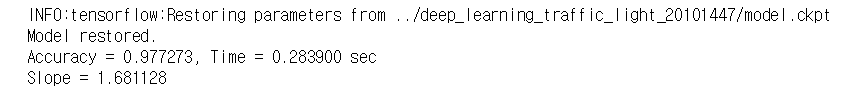 INFO:tensorflow:Restoring parameters from ../deep_learning_traffic_light_20101447/model.ckpt
Model restored.
Accuracy = 0.977273, Time = 0.283900 sec
Slope = 1.681128